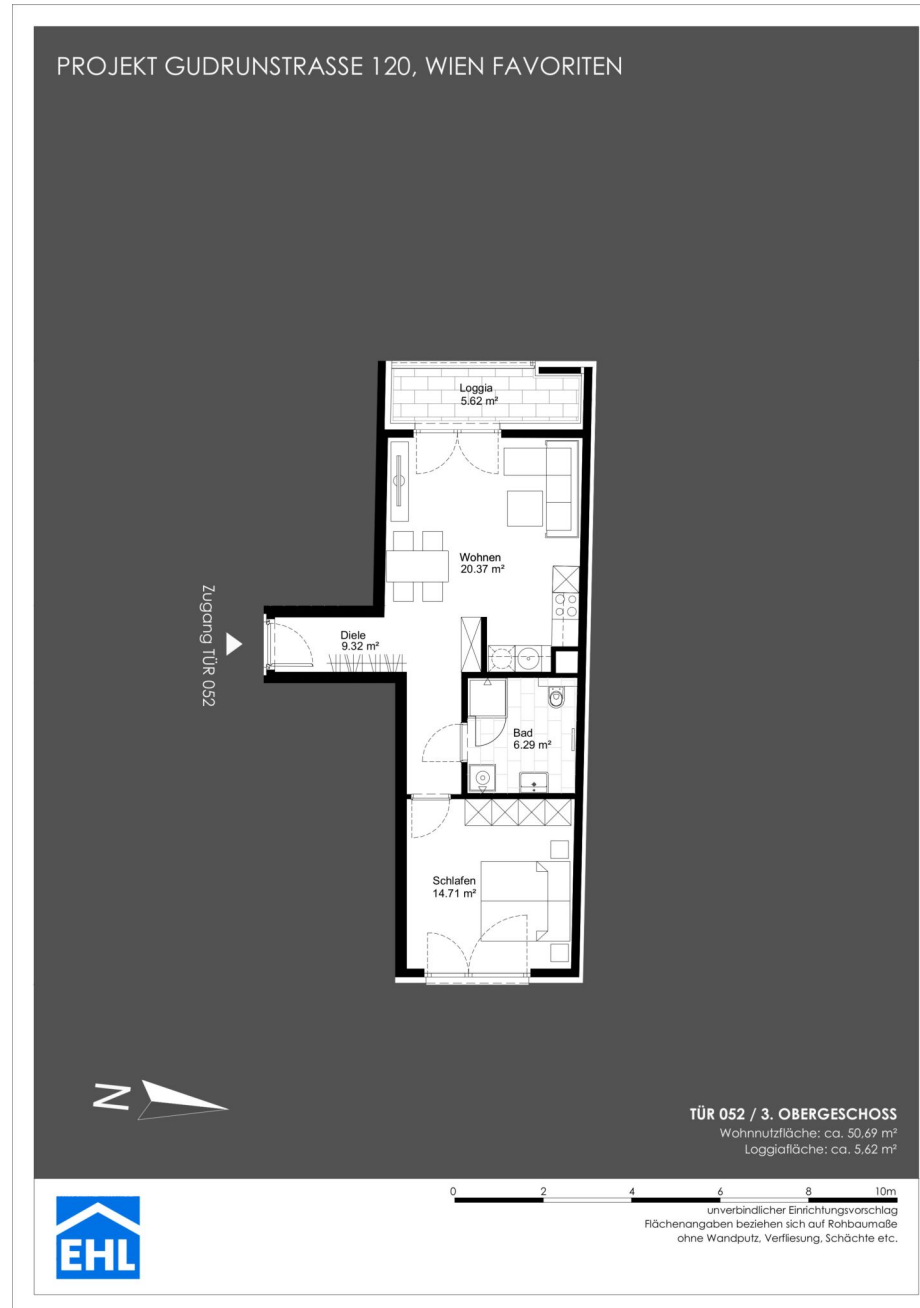 PROJEKT GUDRUNSTRASSE 120, WIEN FAVORITEN
Loggia
5.62 m²
Wohnen
20.37 m²
Zugang TÜR 052
Diele
9.32 m²
Bad
6.29 m²
Schlafen
14.71 m²
N
TÜR 052 / 3. OBERGESCHOSS
Wohnnutzfläche: ca. 50,69 m²
Loggiafläche: ca. 5,62 m²
0 2 4 6 8 10m
unverbindlicher Einrichtungsvorschlag
Flächenangaben beziehen sich auf Rohbaumaße
ohne Wandputz, Verfliesung, Schächte etc.
EHL